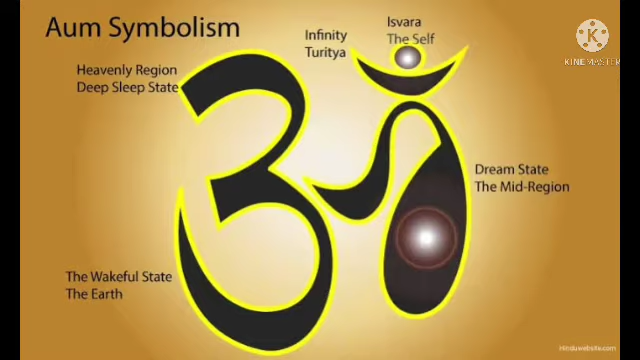 Aum Symbolism
Isvara
The Self
Infinity
Turitya
Heavenly Region
Deep Sleep State
Dream State
The Mid-Region
The Wakeful State
The Earth
K
KINEMASTER
Hinduwebsite.com